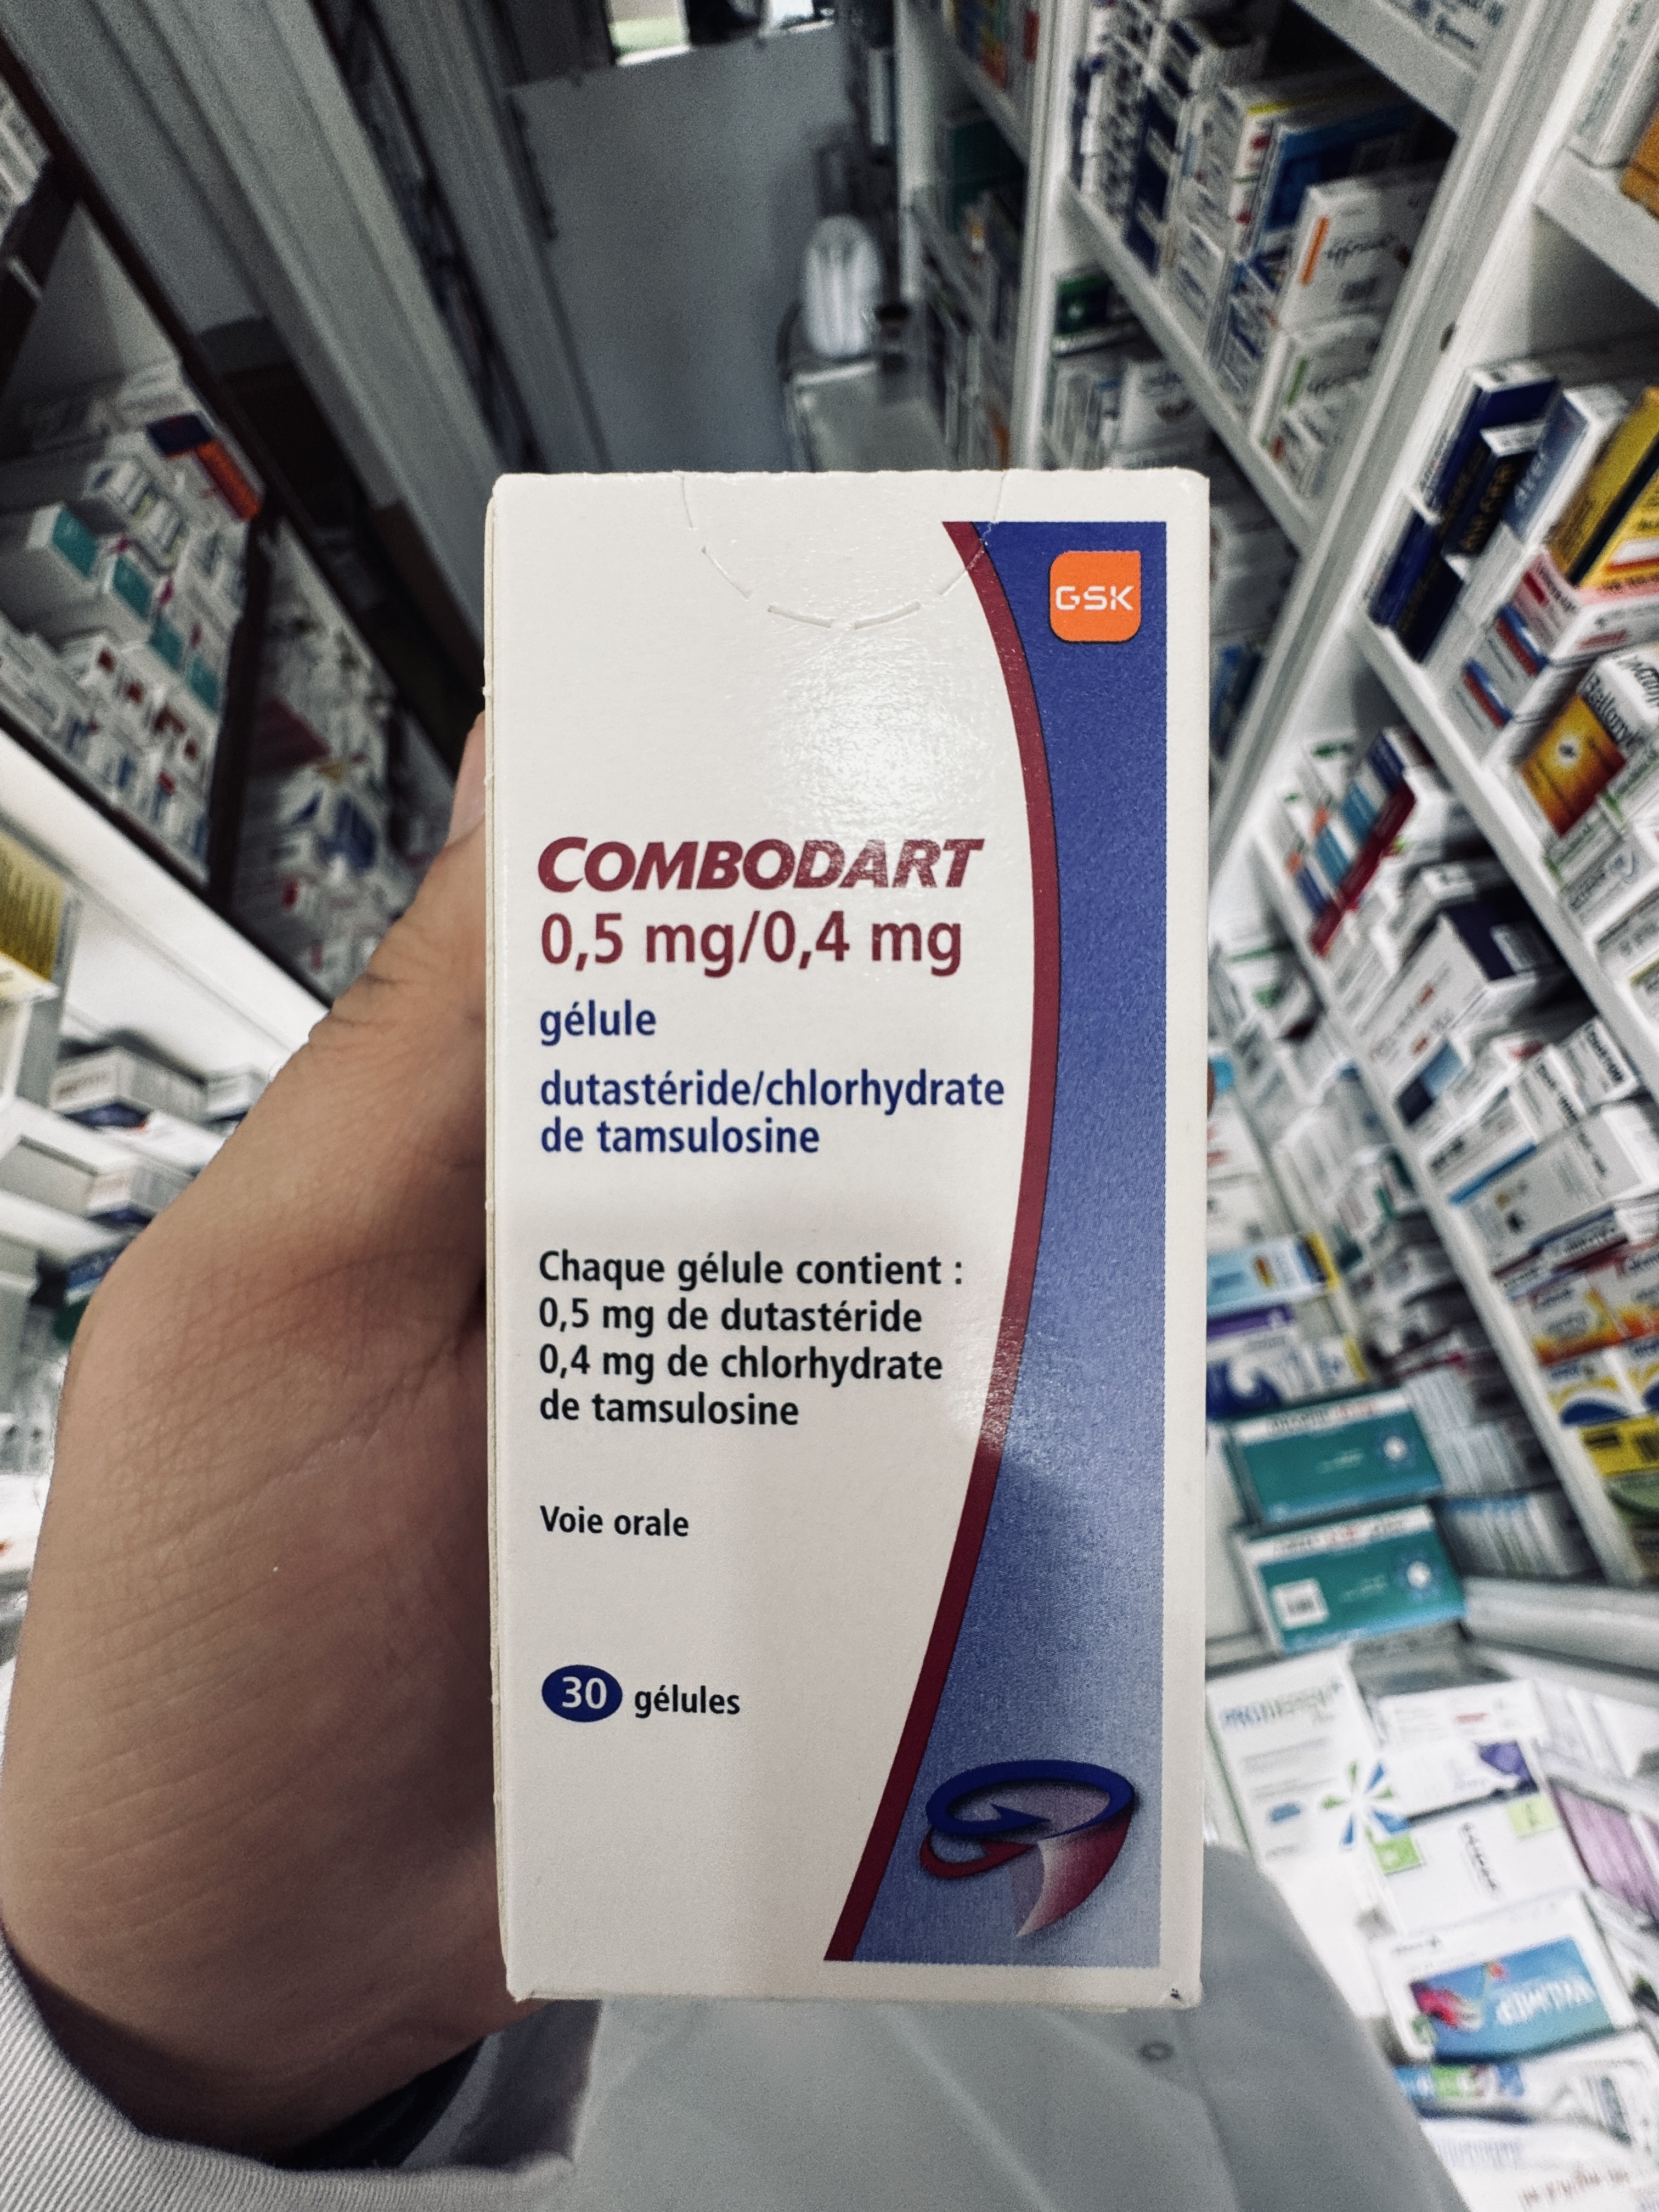 GSK
COMBODART
0,5 mg/0,4 mg
gélule
dutastéride/chlorhydrate
de tamsulosine
Chaque gélule contient :
0,5 mg de dutastéride
0,4 mg de chlorhydrate
de tamsulosine
Voie orale
30 gélules